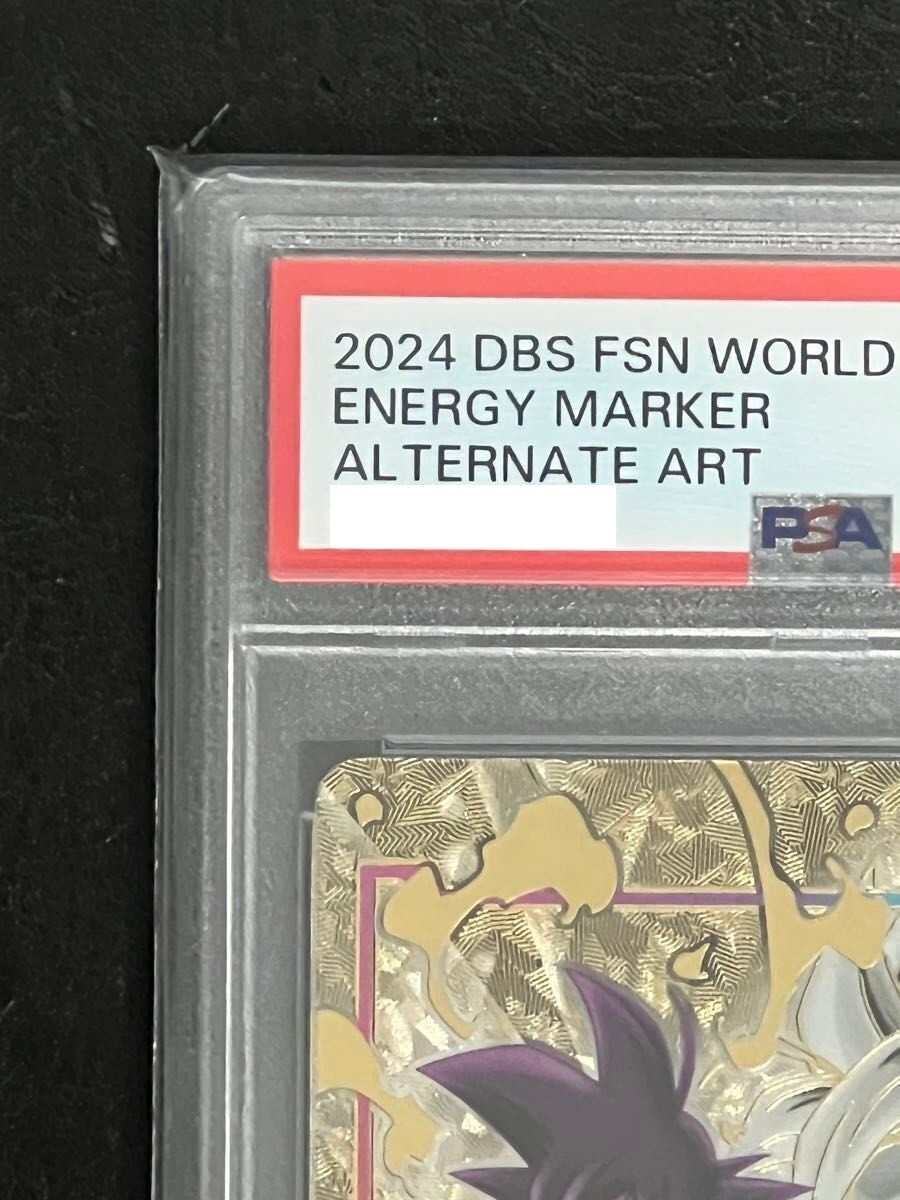 2024 DBS FSN WORLD
ENERGY MARKER
ALTERNATE ART
PSA